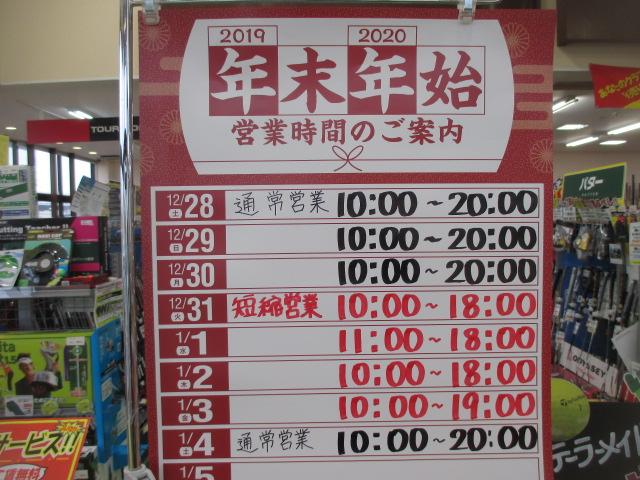 2019 2020
年末年始
営業時間のご案内
12/28 土 通常営業 10:00~20:00
12/29 日 10:00~20:00
12/30 月 10:00~20:00
12/31 火 短縮営業 10:00~18:00
1/1 水 11:00~18:00
1/2 木 10:00~18:00
1/3 金 10:00~19:00
1/4 土 通常営業 10:00~20:00
1/5
TOUR
パター
ODYSSEY
テーラーメイ
サービス!!
無料